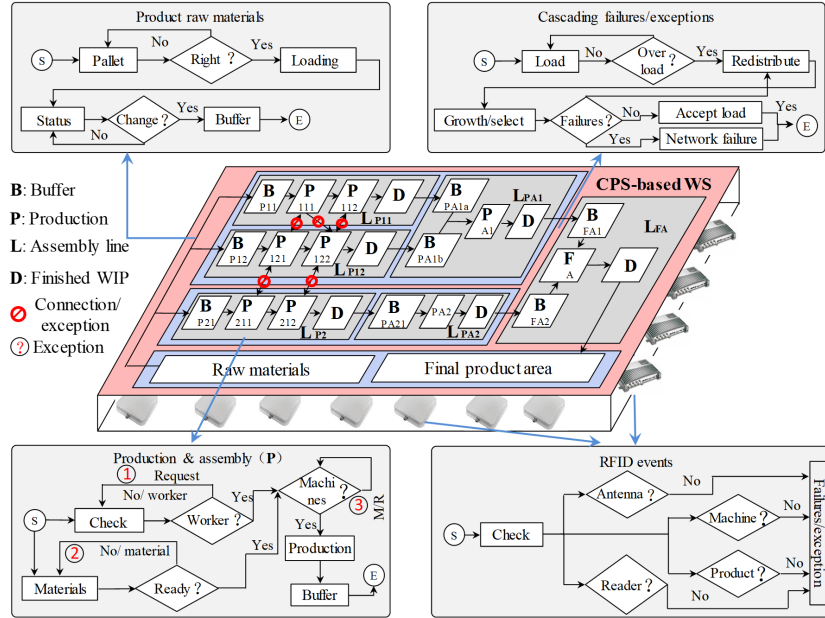 Product raw materials
S
Pallet
No
Right ?
Yes
Loading
Status
Change?
No
Yes
Buffer
E
Cascading failures/exceptions
S
Load
No
Over
load ?
Yes
Redistribute
Growth/select
Failures?
No
Accept load
Yes
Yes
Network failure
E
B: Buffer
P: Production
L: Assembly line
D: Finished WIP
Connection/
exception
? Exception
CPS-based WS
B
P11
P
111
P
112
D
L P11
B
P12
P
121
P
122
D
L P12
B
P21
P
211
P
212
D
L P2
B
PA1a
B
PA1b
P
A1
D
L PA1
B
PA21
PA2
D
L PA2
B
FA1
F
A
D
B
FA2
L FA
Raw materials
Final product area
Production & assembly (P)
1
Request
No/ worker
S
Check
Worker ?
Yes
Machi
nes ?
3
M/R
2
No/ material
Materials
Ready ?
Yes
Yes
Production
Buffer
E
RFID events
S
Check
Antenna ?
No
Machine ?
No
Product ?
No
Reader ?
No
Failures/exception